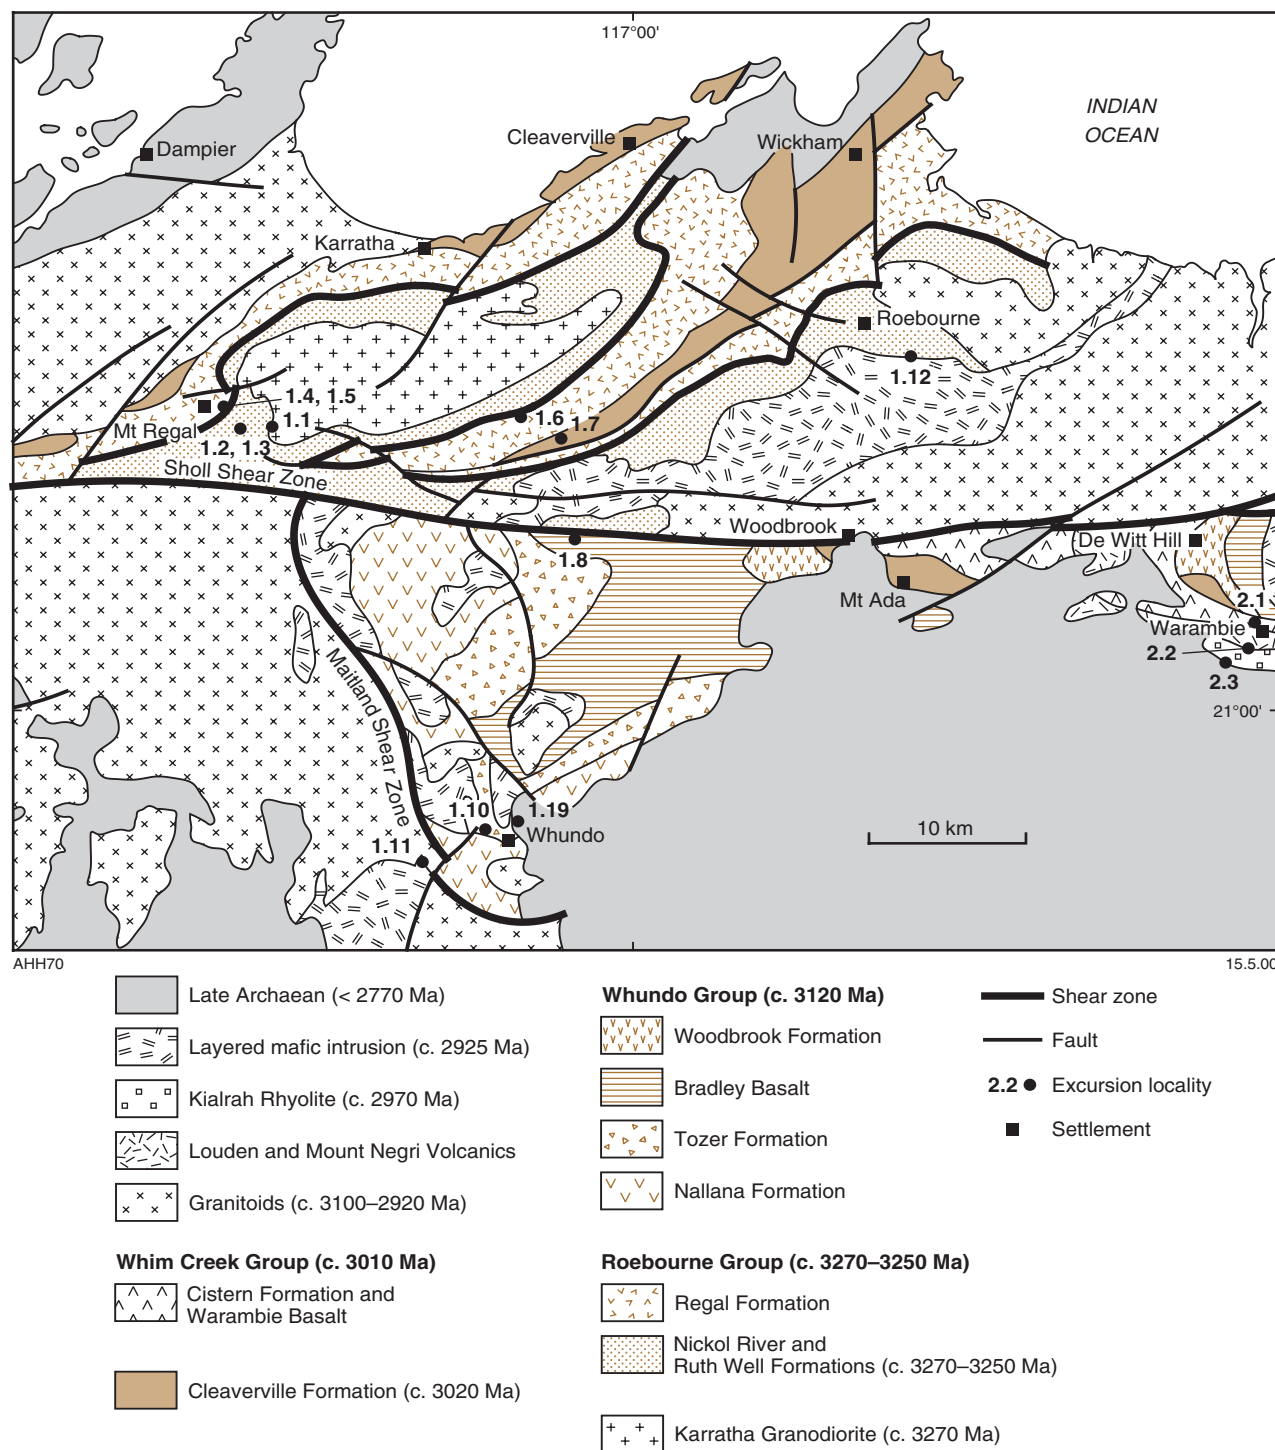 117°00'
INDIAN
OCEAN
Dampier
Cleaverville
Wickham
Karratha
Roebourne
1.12
1.4, 1.5
1.1
Mt Regal
1.2, 1.3
1.6
1.7
Sholl Shear Zone
Woodbrook
De Witt Hill
1.8
Mt Ada
2.1
Warambie
2.2
2.3
Maitland Shear Zone
21°00'
1.10
1.19
Whundo
1.11
10 km
AHH70
15.5.00
Late Archaean (< 2770 Ma)
Layered mafic intrusion (c. 2925 Ma)
Kialrah Rhyolite (c. 2970 Ma)
Louden and Mount Negri Volcanics
Granitoids (c. 3100–2920 Ma)
Whim Creek Group (c. 3010 Ma)
Cistern Formation and
Warambie Basalt
Cleaverville Formation (c. 3020 Ma)
Whundo Group (c. 3120 Ma)
Woodbrook Formation
Bradley Basalt
Tozer Formation
Nallana Formation
Roebourne Group (c. 3270–3250 Ma)
Regal Formation
Nickol River and
Ruth Well Formations (c. 3270–3250 Ma)
Karratha Granodiorite (c. 3270 Ma)
Shear zone
Fault
2.2 Excursion locality
Settlement